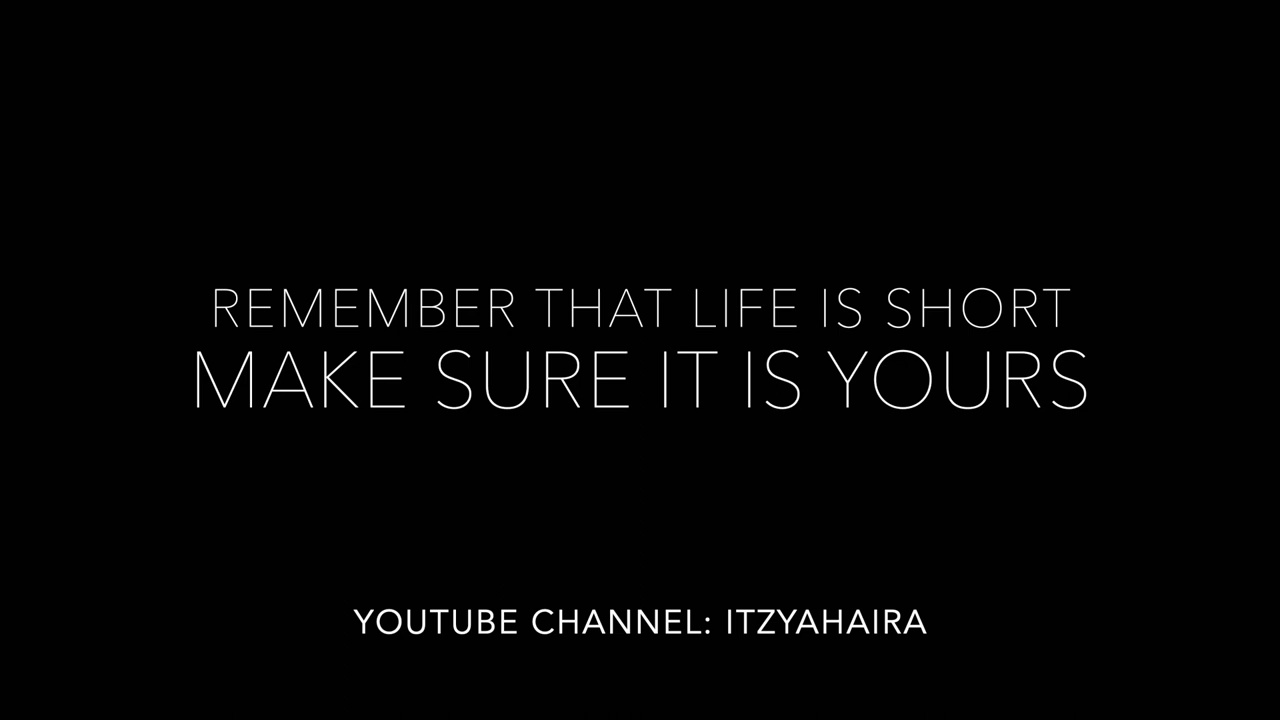 REMEMBER THAT LIFE IS SHORT
MAKE SURE IT IS YOURS
YOUTUBE CHANNEL: ITZYAHAIRA